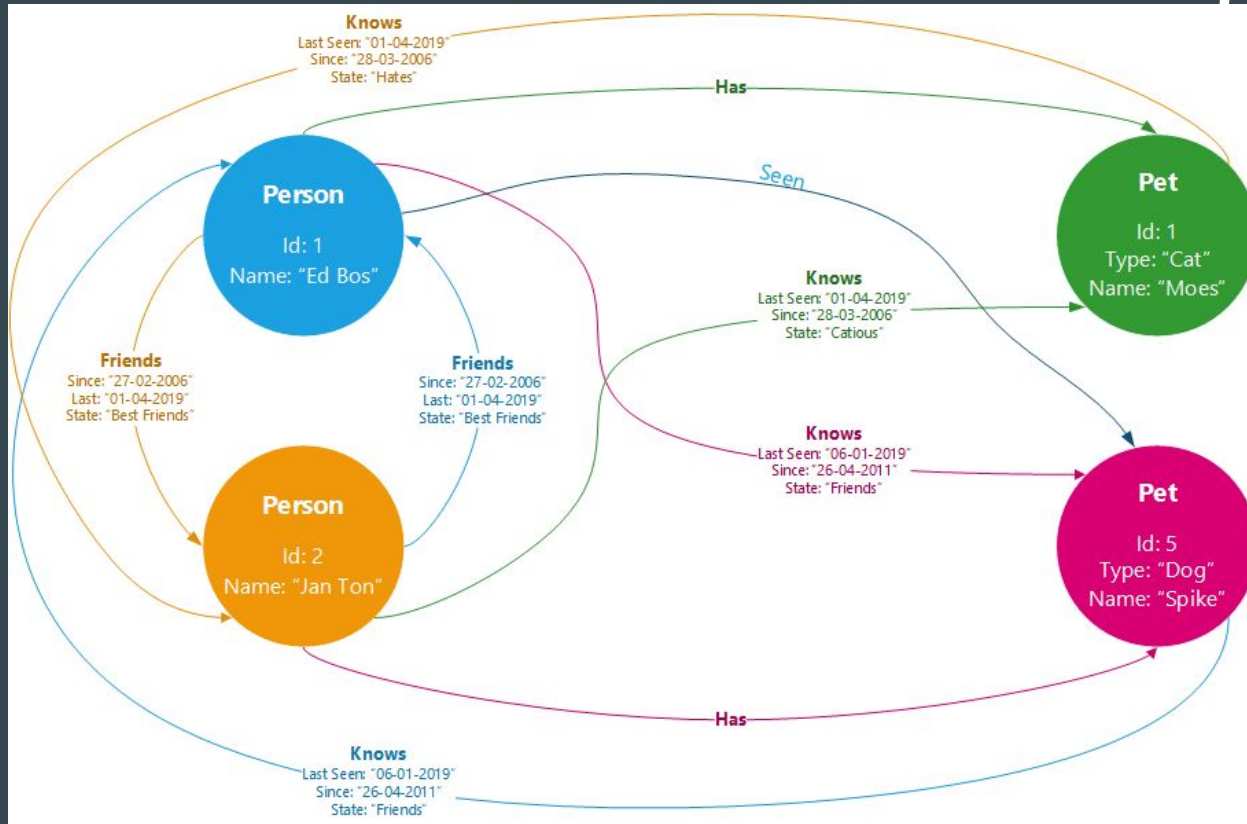 Knows
Last Seen: "01-04-2019"
Since: "28-03-2006"
State: "Hates"
Has
Person
Id: 1
Name: "Ed Bos"
Seen
Pet
Id: 1
Type: "Cat"
Name: "Moes"
Knows
Last Seen: "01-04-2019"
Since: "28-03-2006"
State: "Catious"
Friends
Since: "27-02-2006"
Last: "01-04-2019"
State: "Best Friends"
Friends
Since: "27-02-2006"
Last: "01-04-2019"
State: "Best Friends"
Knows
Last Seen: "06-01-2019"
Since: "26-04-2011"
State: "Friends"
Person
Id: 2
Name: "Jan Ton"
Pet
Id: 5
Type: "Dog"
Name: "Spike"
Has
Knows
Last Seen: "06-01-2019"
Since: "26-04-2011"
State: "Friends"